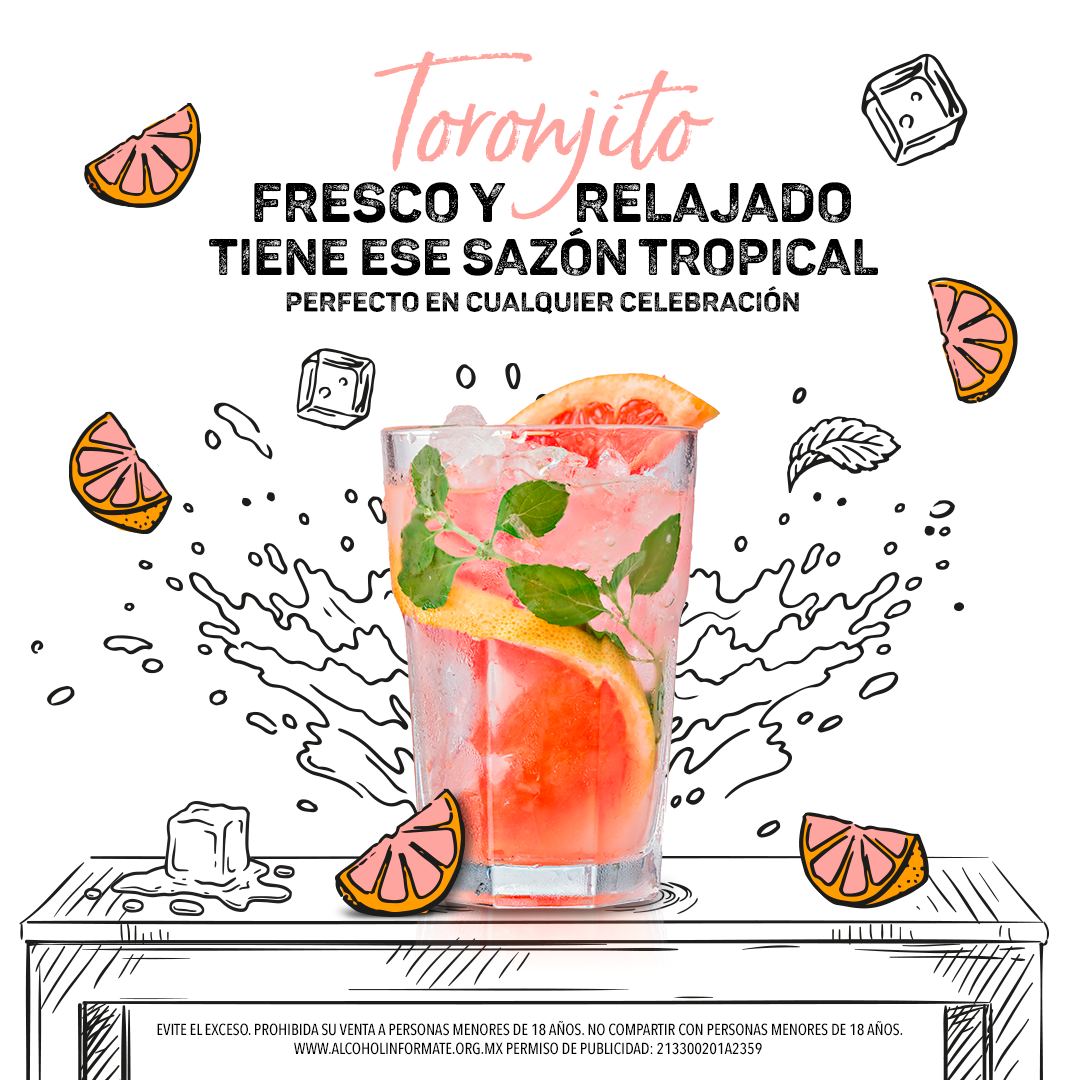 Toronjito
FRESCO Y RELAJADO
TIENE ESE SAZÓN TROPICAL
PERFECTO EN CUALQUIER CELEBRACIÓN
EVITE EL EXCESO. PROHIBIDA SU VENTA A PERSONAS MENORES DE 18 AÑOS. NO COMPARTIR CON PERSONAS MENORES DE 18 AÑOS.
WWW.ALCOHOLINFORMATE.ORG.MX PERMISO DE PUBLICIDAD: 213300201A2359